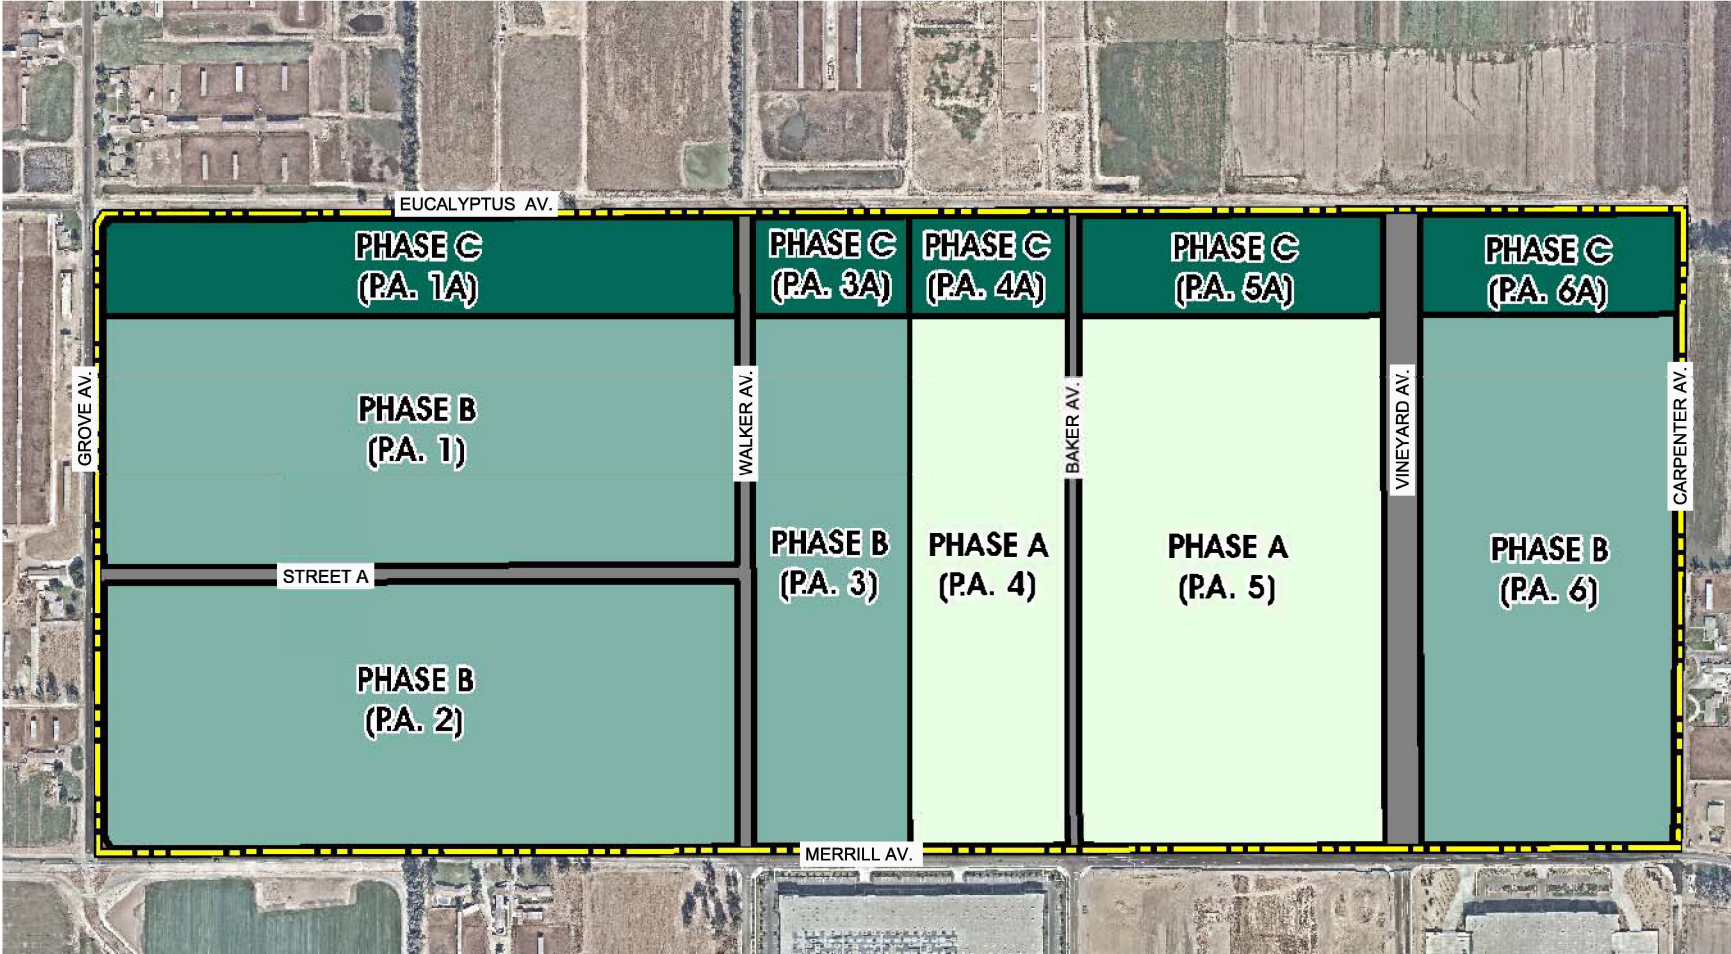 EUCALYPTUS AV.
PHASE C
(P.A. 1A)
PHASE C
(P.A. 3A)
PHASE C
(P.A. 4A)
PHASE C
(P.A. 5A)
PHASE C
(P.A. 6A)
GROVE AV.
PHASE B
(P.A. 1)
WALKER AV.
BAKER AV.
VINEYARD AV.
CARPENTER AV.
PHASE B
(P.A. 3)
PHASE A
(P.A. 4)
PHASE A
(P.A. 5)
PHASE B
(P.A. 6)
STREET A
PHASE B
(P.A. 2)
MERRILL AV.